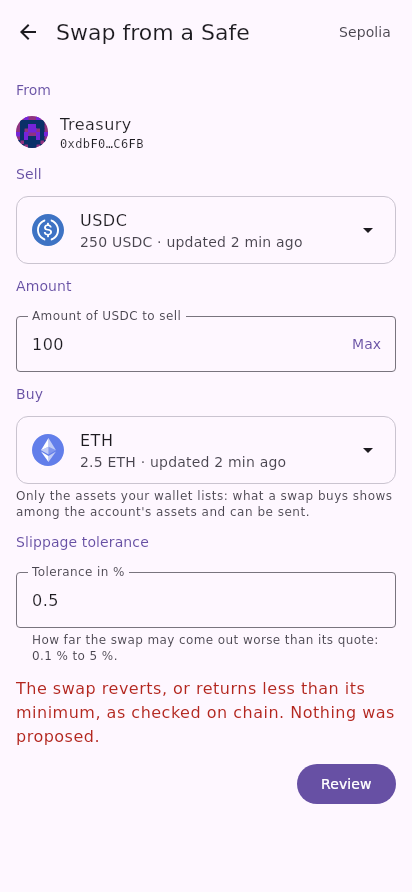 Swap from a Safe
Sepolia
From
Treasury
0xdbF0…C6FB
Sell
USDC
250 USDC · updated 2 min ago
Amount
Amount of USDC to sell
100
Max
Buy
ETH
2.5 ETH · updated 2 min ago
Only the assets your wallet lists: what a swap buys shows
among the account's assets and can be sent.
Slippage tolerance
Tolerance in %
0.5
How far the swap may come out worse than its quote:
0.1 % to 5 %.
The swap reverts, or returns less than its
minimum, as checked on chain. Nothing was
proposed.
Review